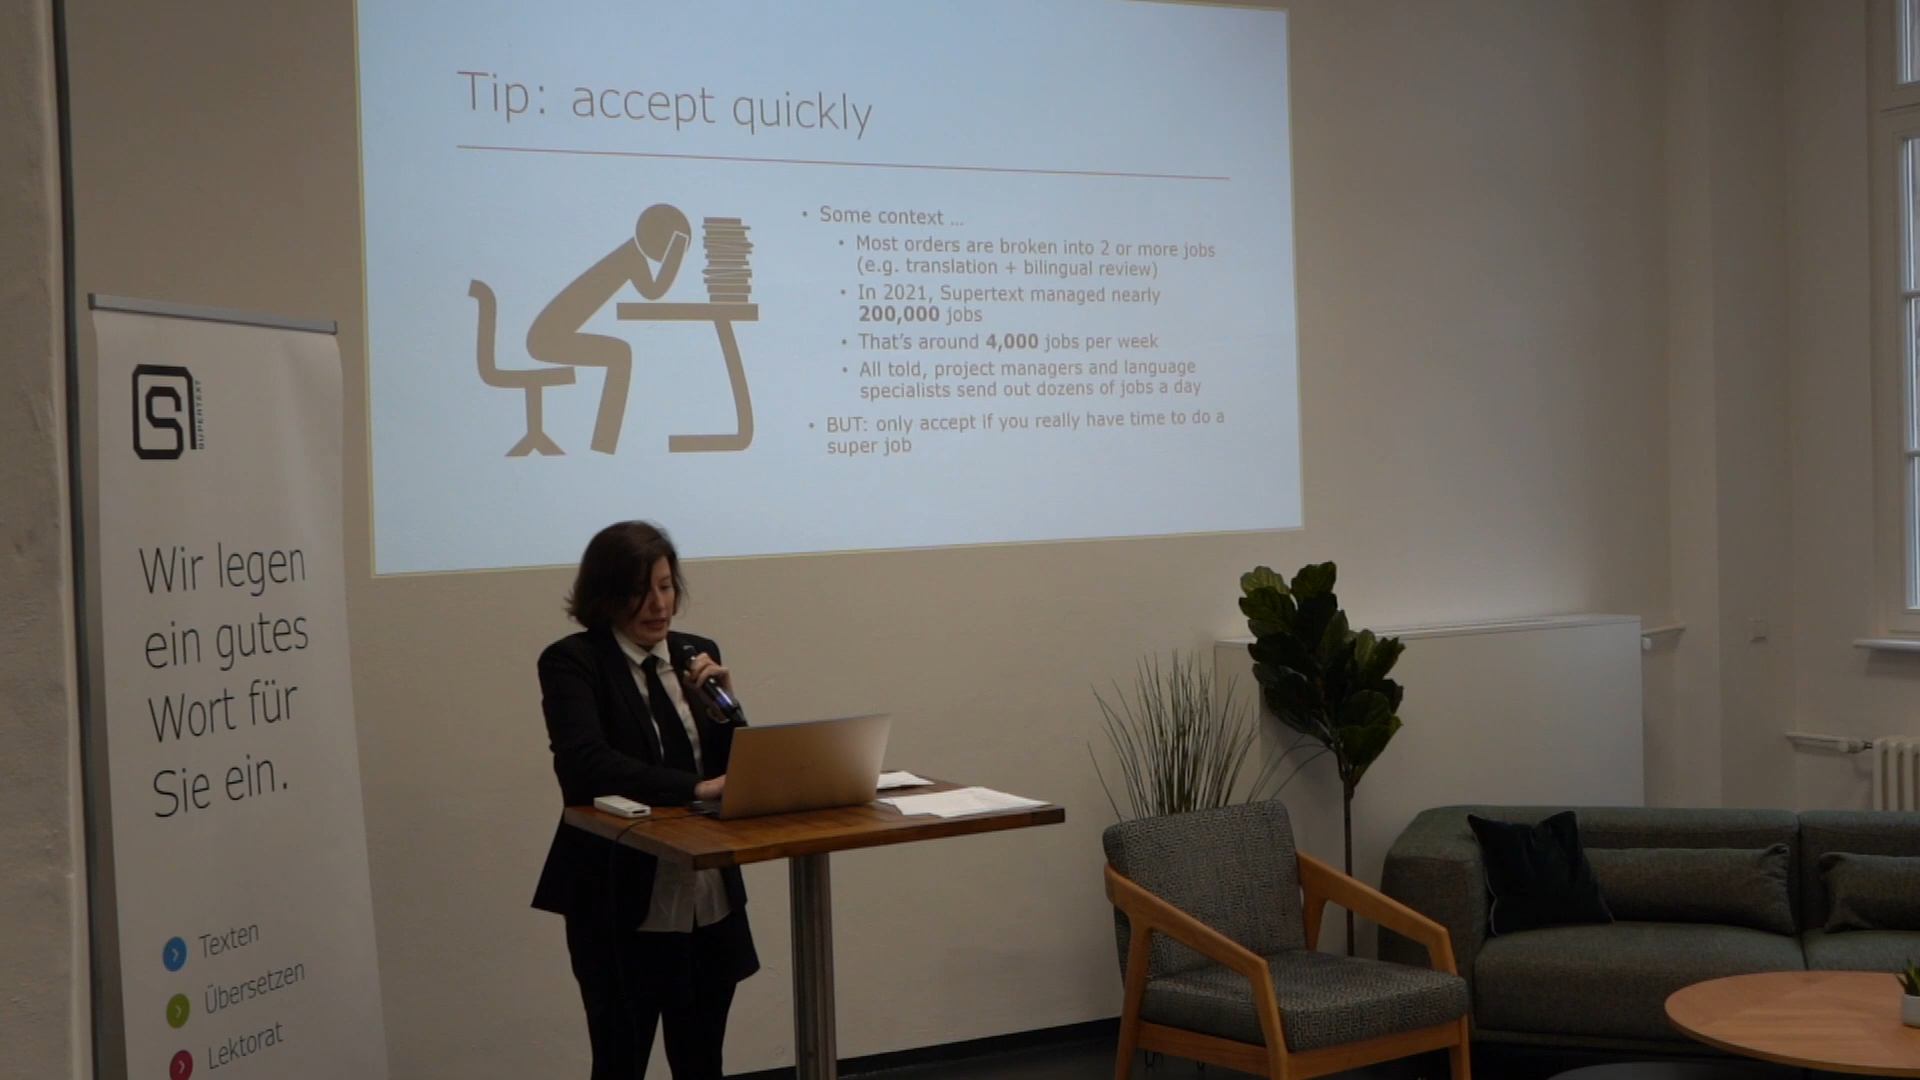 Tip: accept quickly
• Some context ...
• Most orders are broken into 2 or more jobs
(e.g. translation + bilingual review)
• In 2021, Supertext managed nearly
200,000 jobs
• That's around 4,000 jobs per week
• All told, project managers and language
specialists send out dozens of jobs a day
• BUT: only accept if you really have time to do a
super job
S
SUPERTEXT
Wir legen
ein gutes
Wort für
Sie ein.
Texten
Übersetzen
Lektorat